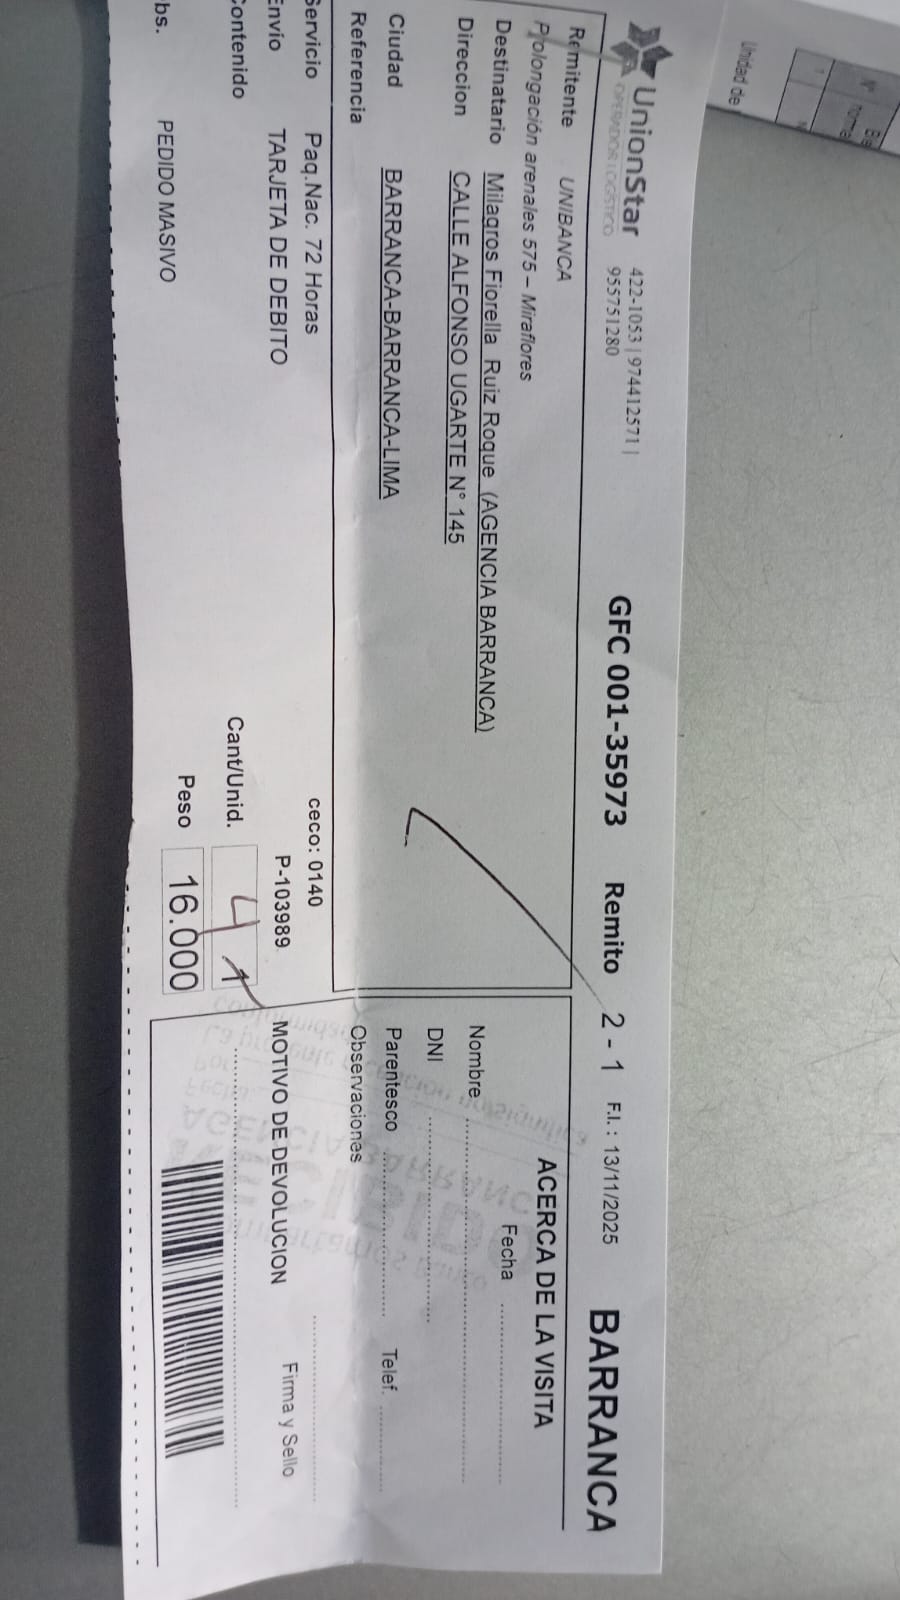 UnionStar
OPERADOR LOGISTICO
422-1053 | 974412571 |
955751280
GFC 001-35973 Remito 2 - 1 F.I. : 13/11/2025 BARRANCA
Remitente UNIBANCA
Prolongación arenales 575 – Miraflores
Destinatario Milagros Fiorella Ruiz Roque (AGENCIA BARRANCA)
Direccion CALLE ALFONSO UGARTE N° 145
Ciudad BARRANCA-BARRANCA-LIMA
Referencia
Servicio Paq.Nac. 72 Horas ceco: 0140
Envio TARJETA DE DEBITO P-103989
Contenido Cant/Unid. 1
bs. PEDIDO MASIVO Peso 16.000
ACERCA DE LA VISITA
Fecha
Nombre
DNI
Parentesco Telef.
Observaciones
MOTIVO DE DEVOLUCION Firma y Sello
Unidad de
N°